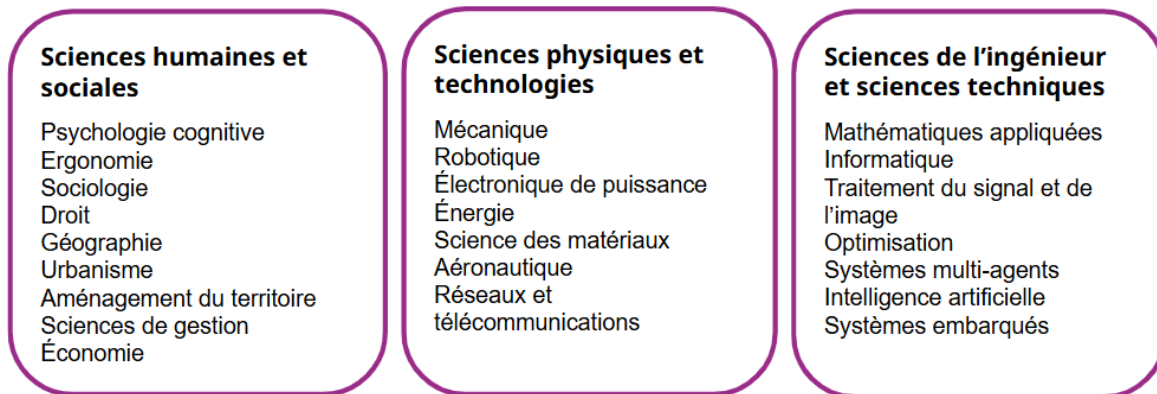 Sciences humaines et
sociales
Psychologie cognitive
Ergonomie
Sociologie
Droit
Géographie
Urbanisme
Aménagement du territoire
Sciences de gestion
Économie
Sciences physiques et
technologies
Mécanique
Robotique
Électronique de puissance
Énergie
Science des matériaux
Aéronautique
Réseaux et
télécommunications
Sciences de l’ingénieur
et sciences techniques
Mathématiques appliquées
Informatique
Traitement du signal et de
l’image
Optimisation
Systèmes multi-agents
Intelligence artificielle
Systèmes embarqués